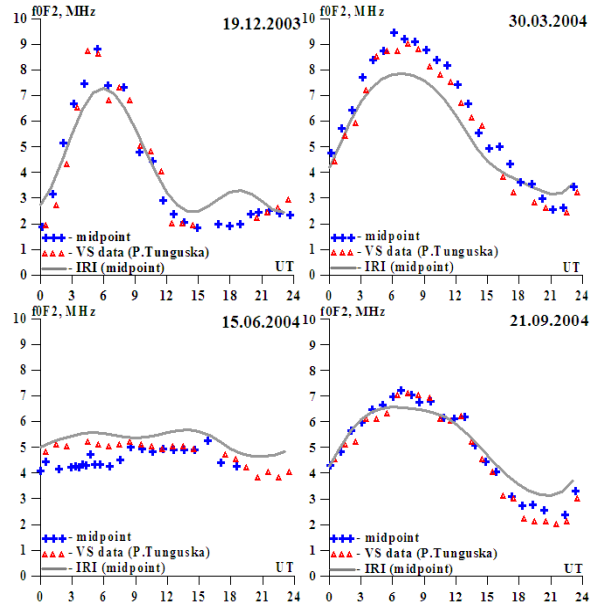 f0F2, MHz
19.12.2003
10
9
8
7
6
5
4
3
2
1
0
- midpoint
- VS data (P.Tunguska)
- IRI (midpoint)
UT
0 3 6 9 12 15 18 21 24
f0F2, MHz
30.03.2004
10
9
8
7
6
5
4
3
2
1
0
- midpoint
- VS data (P.Tunguska)
- IRI (midpoint)
UT
0 3 6 9 12 15 18 21 24
f0F2, MHz
15.06.2004
10
9
8
7
6
5
4
3
2
1
0
- midpoint
- VS data (P.Tunguska)
- IRI (midpoint)
UT
0 3 6 9 12 15 18 21 24
f0F2, MHz
21.09.2004
10
9
8
7
6
5
4
3
2
1
0
- midpoint
- VS data (P.Tunguska)
- IRI (midpoint)
UT
0 3 6 9 12 15 18 21 24